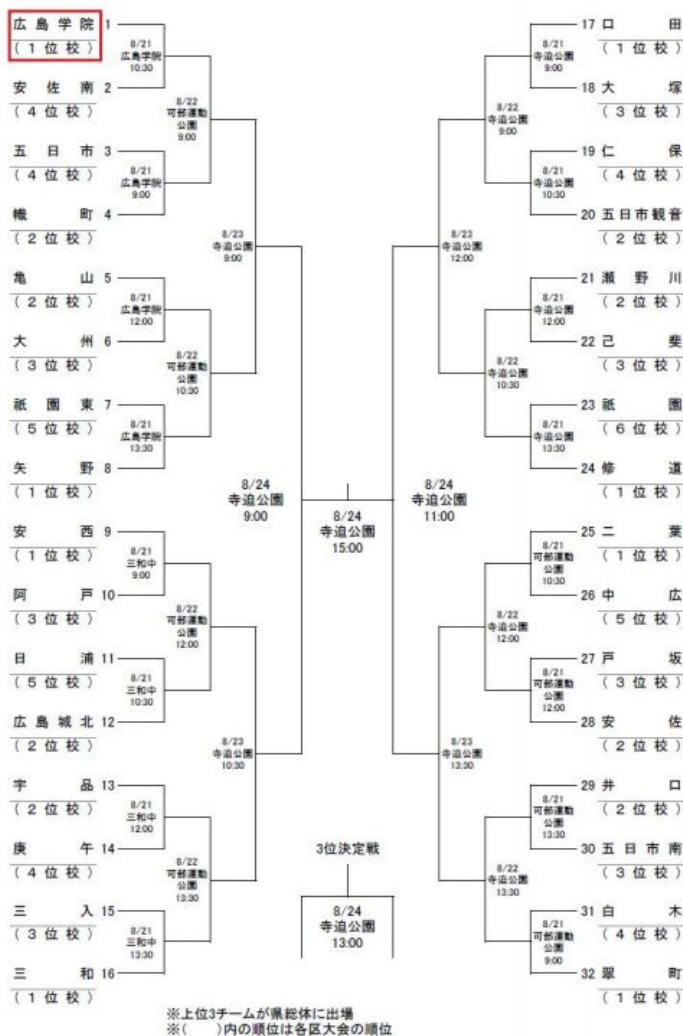 広島学院 1
(1位校)
8/21
広島学院
10:30
安佐南 2
(4位校)
8/22
可部運動
公園
9:00
五日市 3
(4位校)
8/21
広島学院
9:00
幟町 4
(2位校)
8/23
寺迫公園
9:00
亀山 5
(2位校)
8/21
広島学院
12:00
大州 6
(3位校)
8/22
可部運動
公園
10:30
祇園東 7
(5位校)
8/21
広島学院
13:30
矢野 8
(1位校)
8/24
寺迫公園
9:00
安西 9
(1位校)
8/21
三和中
9:00
阿戸 10
(3位校)
8/22
可部運動
公園
12:00
日浦 11
(5位校)
8/21
三和中
10:30
広島城北 12
(2位校)
8/23
寺迫公園
10:30
宇品 13
(2位校)
8/21
三和中
12:00
庚午 14
(4位校)
8/22
可部運動
公園
13:30
三入 15
(3位校)
8/21
三和中
13:30
三和 16
(1位校)
8/24
寺迫公園
15:00
3位決定戦
8/24
寺迫公園
13:00
17 口田
(1位校)
8/21
寺迫公園
9:00
18 大塚
(3位校)
8/22
寺迫公園
9:00
19 仁保
(4位校)
8/21
寺迫公園
10:30
20 五日市観音
(2位校)
8/23
寺迫公園
12:00
21 瀬野川
(2位校)
8/21
寺迫公園
12:00
22 己斐
(3位校)
8/22
寺迫公園
10:30
23 祇園
(6位校)
8/21
寺迫公園
13:30
24 修道
(1位校)
8/24
寺迫公園
11:00
25 二葉
(1位校)
8/21
可部運動
公園
10:30
26 中広
(5位校)
8/22
寺迫公園
12:00
27 戸坂
(3位校)
8/21
可部運動
公園
12:00
28 安佐
(2位校)
8/23
寺迫公園
13:30
29 井口
(2位校)
8/21
可部運動
公園
13:30
30 五日市南
(3位校)
8/22
寺迫公園
13:30
31 白木
(4位校)
8/21
可部運動
公園
9:00
32 翠町
(1位校)
※上位3チームが県総体に出場
※( )内の順位は各区大会の順位